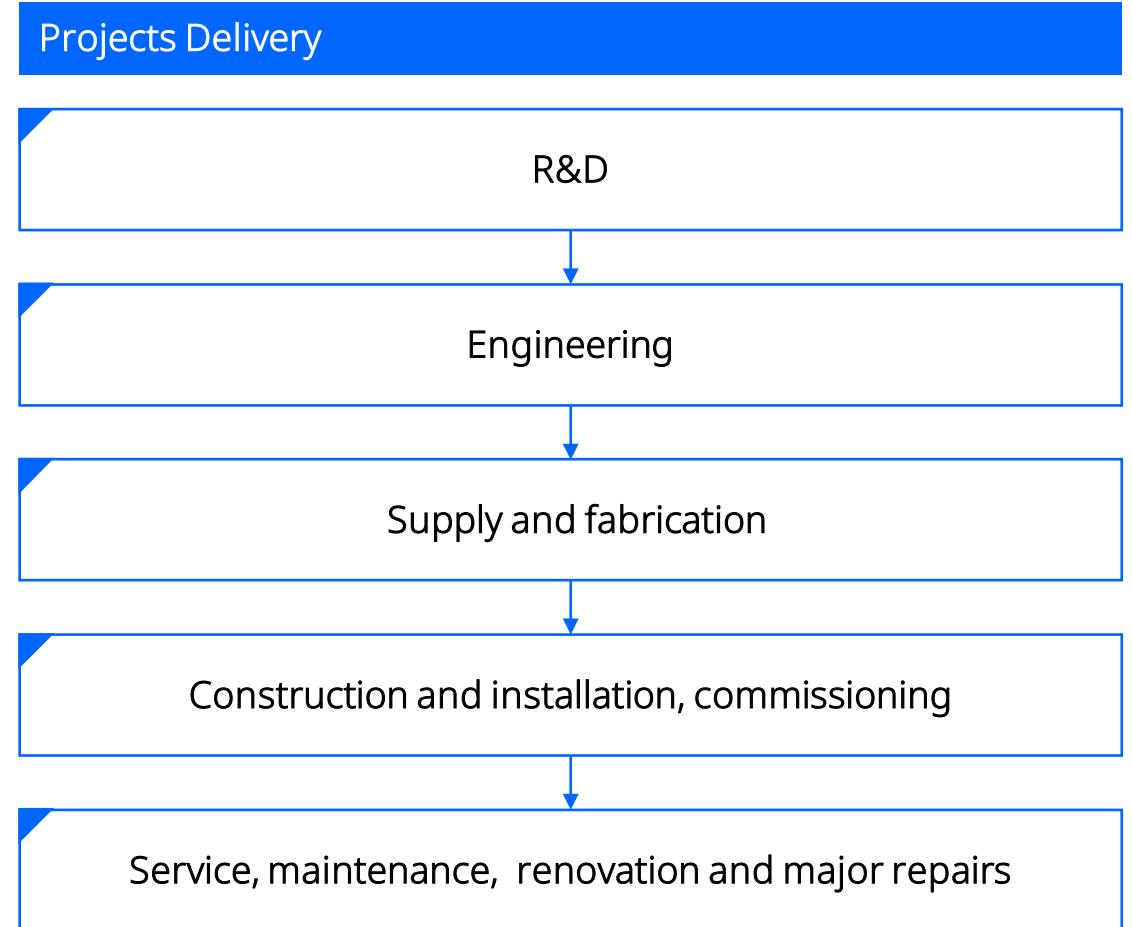 Projects Delivery
R&D
Engineering
Supply and fabrication
Construction and installation, commissioning
Service, maintenance,  renovation and major repairs